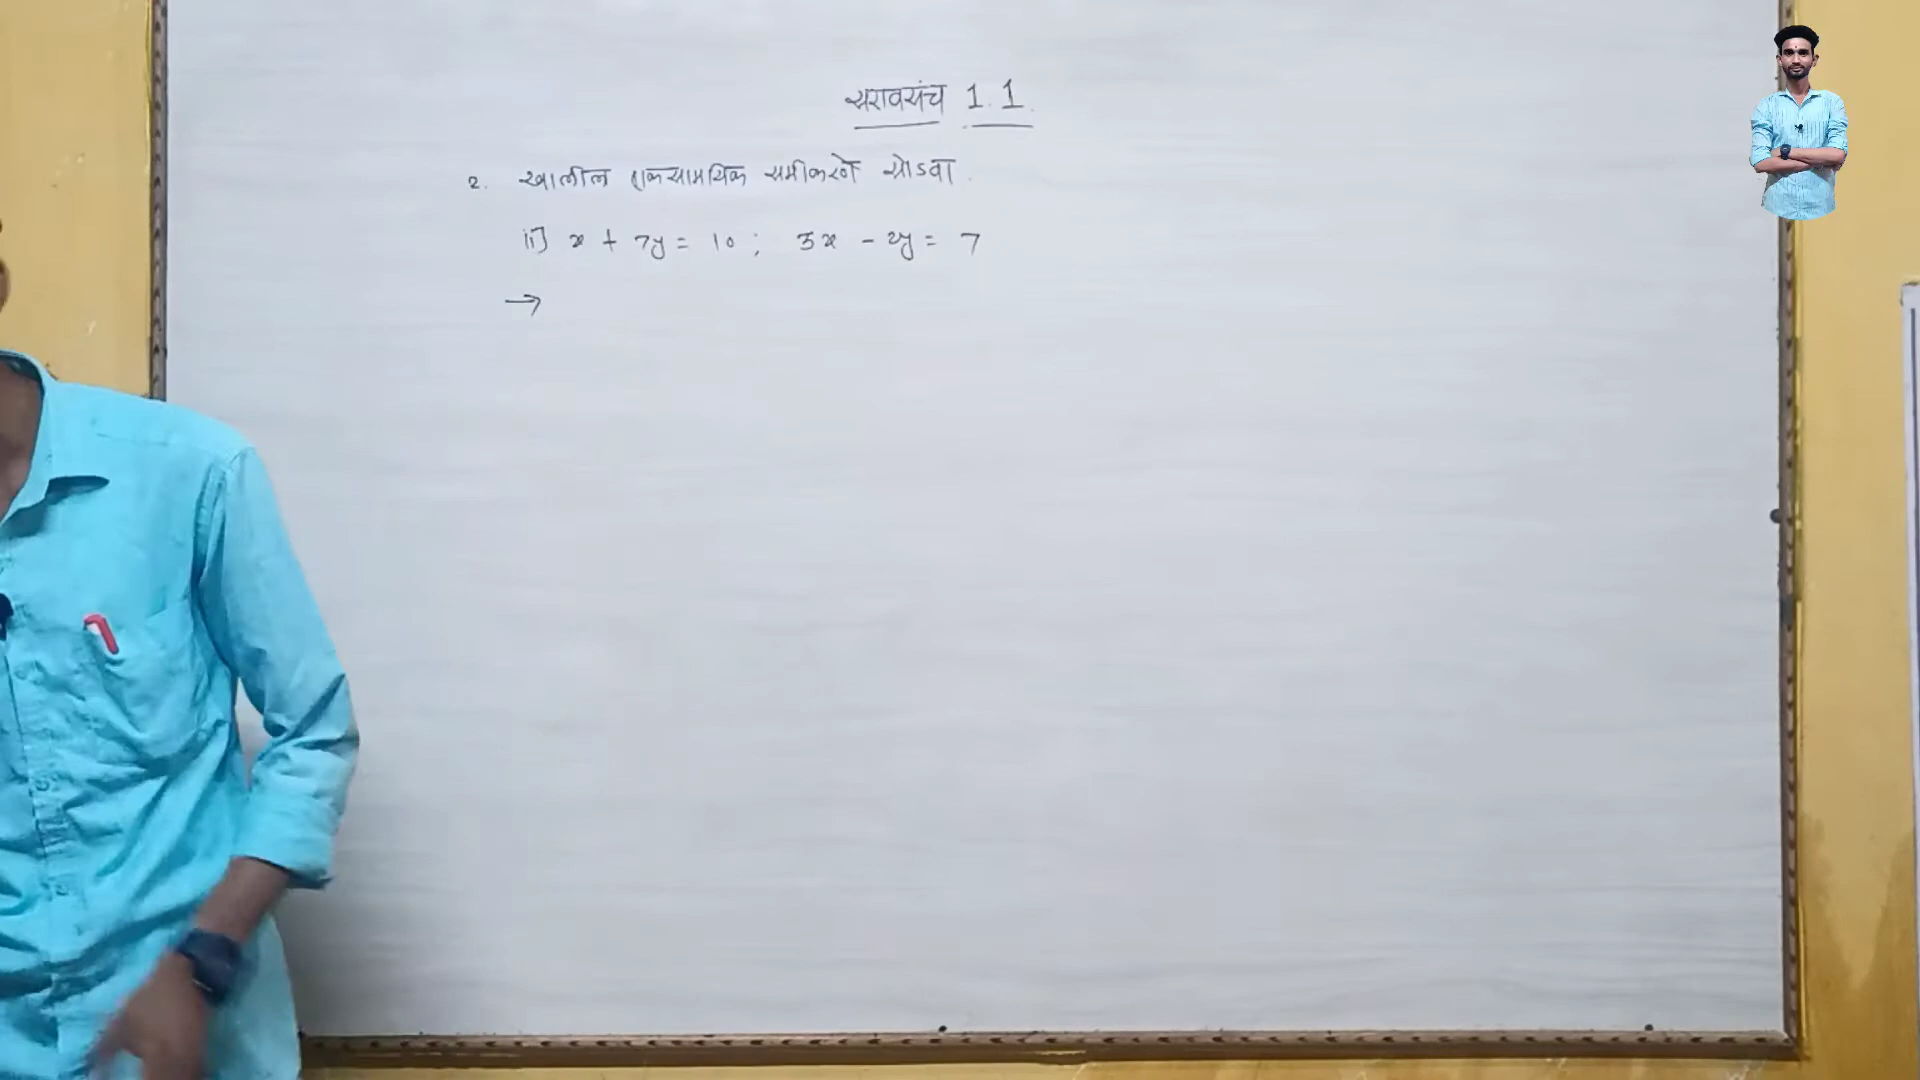 सरावसंच 1.1.
2. खालील एकसामयिक समीकरणे सोडवा.
ii] x + 7y = 10 ; 3x - 2y = 7
→